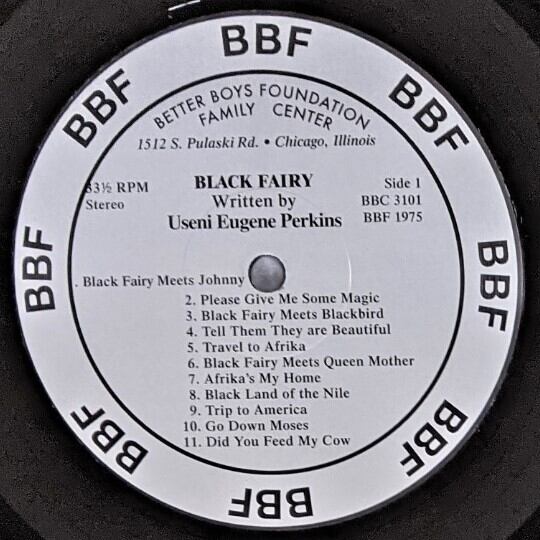 BBF
BBF
BBF
BBF
BBF
BBF
BBF
BBF
BETTER BOYS FOUNDATION
FAMILY CENTER
1512 S. Pulaski Rd. • Chicago, Illinois
33⅓ RPM
Stereo
BLACK FAIRY
Written by
Useni Eugene Perkins
Side 1
BBC 3101
BBF 1975
. Black Fairy Meets Johnny
2. Please Give Me Some Magic
3. Black Fairy Meets Blackbird
4. Tell Them They are Beautiful
5. Travel to Afrika
6. Black Fairy Meets Queen Mother
7. Afrika's My Home
8. Black Land of the Nile
9. Trip to America
10. Go Down Moses
11. Did You Feed My Cow